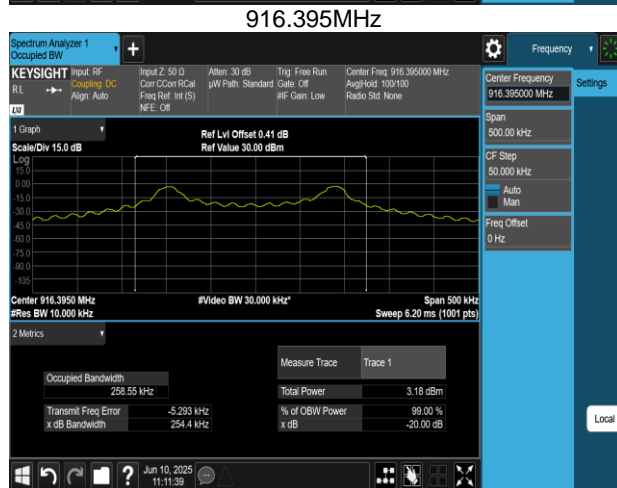 916.395MHz
Spectrum Analyzer 1
Occupied BW
Frequency
KEYSIGHT
Input: RF
Input Z: 50 Ω
Atten: 30 dB
Trig: Free Run
Center Freq: 916.395000 MHz
RL
Coupling: DC
Corr CCorr RCal
µW Path: Standard
Gate: Off
Avg|Hold: 100/100
Align: Auto
Freq Ref: Int (S)
#IF Gain: Low
Radio Std: None
NFE: Off
LXI
Center Frequency
916.395000 MHz
Settings
Span
500.00 kHz
CF Step
50.000 kHz
Auto
Man
Freq Offset
0 Hz
1 Graph
Ref Lvl Offset 0.41 dB
Scale/Div 15.0 dB
Ref Value 30.00 dBm
Log
15.0
0.00
-15.0
-30.0
-45.0
-60.0
-75.0
-90.0
-105
Center 916.3950 MHz
#Video BW 30.000 kHz*
Span 500 kHz
#Res BW 10.000 kHz
Sweep 6.20 ms (1001 pts)
2 Metrics
Measure Trace
Trace 1
Occupied Bandwidth
258.55 kHz
Total Power
3.18 dBm
Transmit Freq Error
-5.293 kHz
% of OBW Power
99.00 %
x dB Bandwidth
254.4 kHz
x dB
-20.00 dB
Local
?
Jun 10, 2025
11:11:39